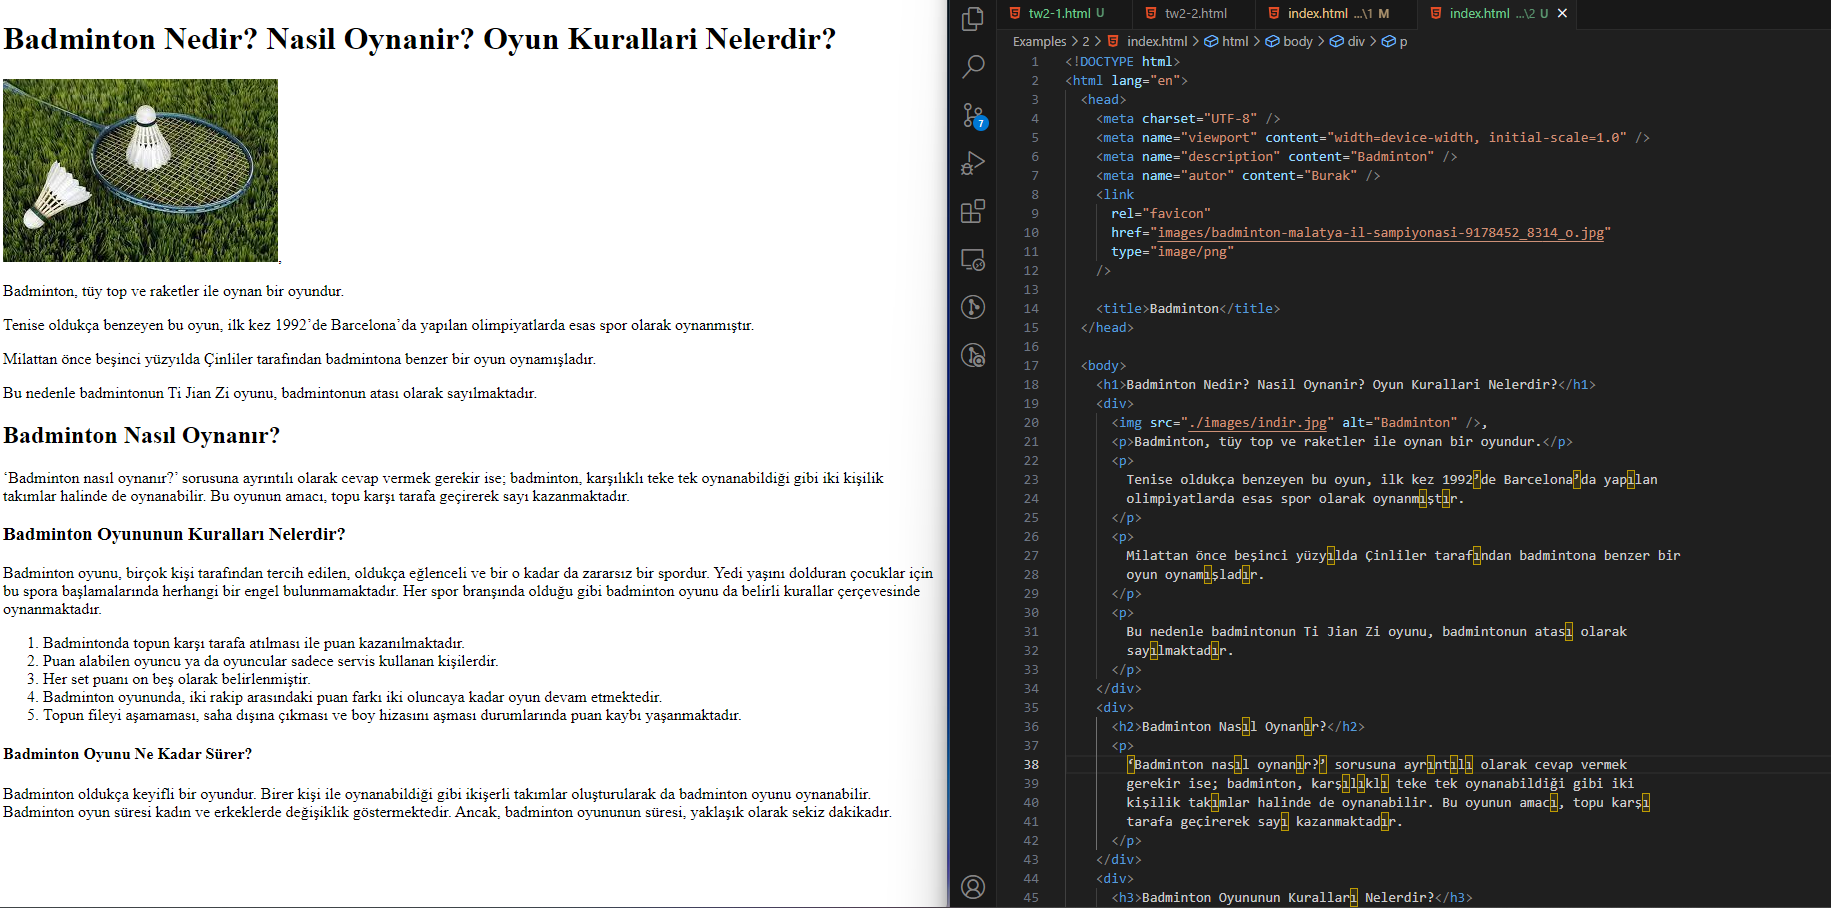 Badminton Nedir? Nasil Oynanir? Oyun Kurallari Nelerdir?
,
Badminton, tüy top ve raketler ile oynan bir oyundur.
Tenise oldukça benzeyen bu oyun, ilk kez 1992’de Barcelona’da yapılan olimpiyatlarda esas spor olarak oynanmıştır.
Milattan önce beşinci yüzyılda Çinliler tarafından badmintona benzer bir oyun oynamışladır.
Bu nedenle badmintonun Ti Jian Zi oyunu, badmintonun atası olarak sayılmaktadır.
Badminton Nasıl Oynanır?
‘Badminton nasıl oynanır?’ sorusuna ayrıntılı olarak cevap vermek gerekir ise; badminton, karşılıklı teke tek oynanabildiği gibi iki kişilik
takımlar halinde de oynanabilir. Bu oyunun amacı, topu karşı tarafa geçirerek sayı kazanmaktadır.
Badminton Oyununun Kuralları Nelerdir?
Badminton oyunu, birçok kişi tarafından tercih edilen, oldukça eğlenceli ve bir o kadar da zararsız bir spordur. Yedi yaşını dolduran çocuklar için
bu spora başlamalarında herhangi bir engel bulunmamaktadır. Her spor branşında olduğu gibi badminton oyunu da belirli kurallar çerçevesinde
oynanmaktadır.
1. Badmintonda topun karşı tarafa atılması ile puan kazanılmaktadır.
2. Puan alabilen oyuncu ya da oyuncular sadece servis kullanan kişilerdir.
3. Her set puanı on beş olarak belirlenmiştir.
4. Badminton oyununda, iki rakip arasındaki puan farkı iki oluncaya kadar oyun devam etmektedir.
5. Topun fileyi aşamaması, saha dışına çıkması ve boy hizasını aşması durumlarında puan kaybı yaşanmaktadır.
Badminton Oyunu Ne Kadar Sürer?
Badminton oldukça keyifli bir oyundur. Birer kişi ile oynanabildiği gibi ikişerli takımlar oluşturularak da badminton oyunu oynanabilir.
Badminton oyun süresi kadın ve erkeklerde değişiklik göstermektedir. Ancak, badminton oyununun süresi, yaklaşık olarak sekiz dakikadır.
7
tw2-1.html U tw2-2.html index.html ...\1 M index.html ...\2 U
Examples > 2 > index.html > html > body > div > p
1 <!DOCTYPE html>
2 <html lang="en">
3 <head>
4 <meta charset="UTF-8" />
5 <meta name="viewport" content="width=device-width, initial-scale=1.0" />
6 <meta name="description" content="Badminton" />
7 <meta name="autor" content="Burak" />
8 <link
9 rel="favicon"
10 href="images/badminton-malatya-il-sampiyonasi-9178452_8314_o.jpg"
11 type="image/png"
12 />
13
14 <title>Badminton</title>
15 </head>
16
17 <body>
18 <h1>Badminton Nedir? Nasil Oynanir? Oyun Kurallari Nelerdir?</h1>
19 <div>
20 <img src="./images/indir.jpg" alt="Badminton" />,
21 <p>Badminton, tüy top ve raketler ile oynan bir oyundur.</p>
22 <p>
23 Tenise oldukça benzeyen bu oyun, ilk kez 1992’de Barcelona’da yapılan
24 olimpiyatlarda esas spor olarak oynanmıştır.
25 </p>
26 <p>
27 Milattan önce beşinci yüzyılda Çinliler tarafından badmintona benzer bir
28 oyun oynamışladır.
29 </p>
30 <p>
31 Bu nedenle badmintonun Ti Jian Zi oyunu, badmintonun atası olarak
32 sayılmaktadır.
33 </p>
34 </div>
35 <div>
36 <h2>Badminton Nasıl Oynanır?</h2>
37 <p>
38 ‘Badminton nasıl oynanır?’ sorusuna ayrıntılı olarak cevap vermek
39 gerekir ise; badminton, karşılıklı teke tek oynanabildiği gibi iki
40 kişilik takımlar halinde de oynanabilir. Bu oyunun amacı, topu karşı
41 tarafa geçirerek sayı kazanmaktadır.
42 </p>
43 </div>
44 <div>
45 <h3>Badminton Oyununun Kuralları Nelerdir?</h3>